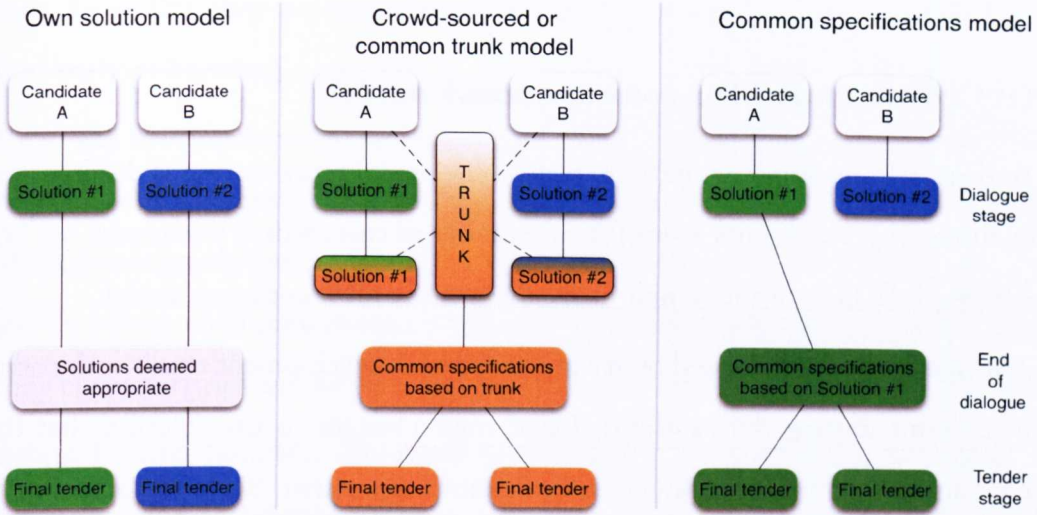 Own solution model
Candidate
A
Candidate
B
Solution #1
Solution #2
Solutions deemed
appropriate
Final tender
Final tender
Crowd-sourced or
common trunk model
Candidate
A
Candidate
B
T
R
U
N
K
Solution #1
Solution #2
Solution #1
Solution #2
Common specifications
based on trunk
Final tender
Final tender
Common specifications model
Candidate
A
Candidate
B
Solution #1
Solution #2
Dialogue
stage
Common specifications
based on Solution #1
End
of
dialogue
Final tender
Final tender
Tender
stage